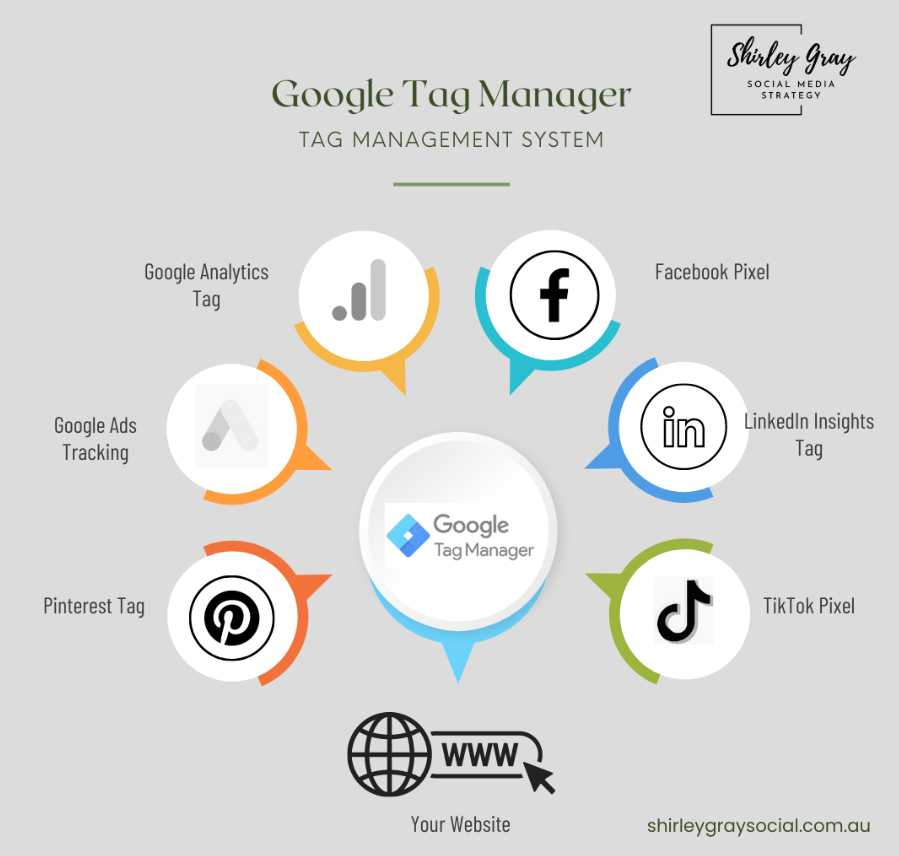 Shirley Gray
SOCIAL MEDIA
STRATEGY
Google Tag Manager
TAG MANAGEMENT SYSTEM
Google Analytics
Tag
Facebook Pixel
Google Ads
Tracking
LinkedIn Insights
Tag
in
Google
Tag Manager
Pinterest Tag
TikTok Pixel
WWW
Your Website
shirleygraysocial.com.au